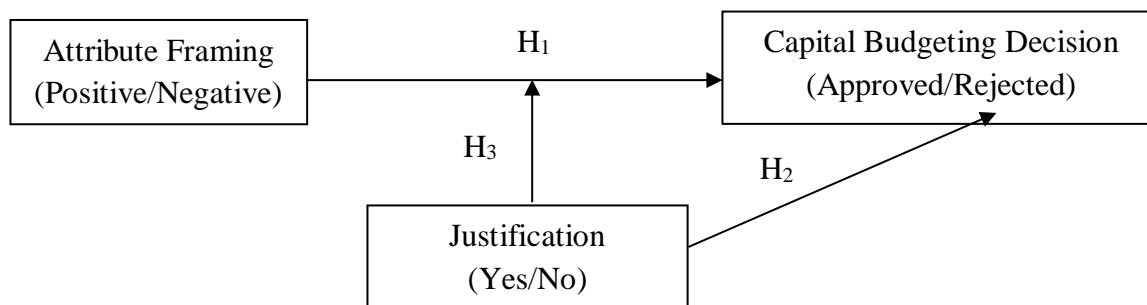 Attribute Framing
(Positive/Negative)
H₁
Capital Budgeting Decision
(Approved/Rejected)
H₃
H₂
Justification
(Yes/No)